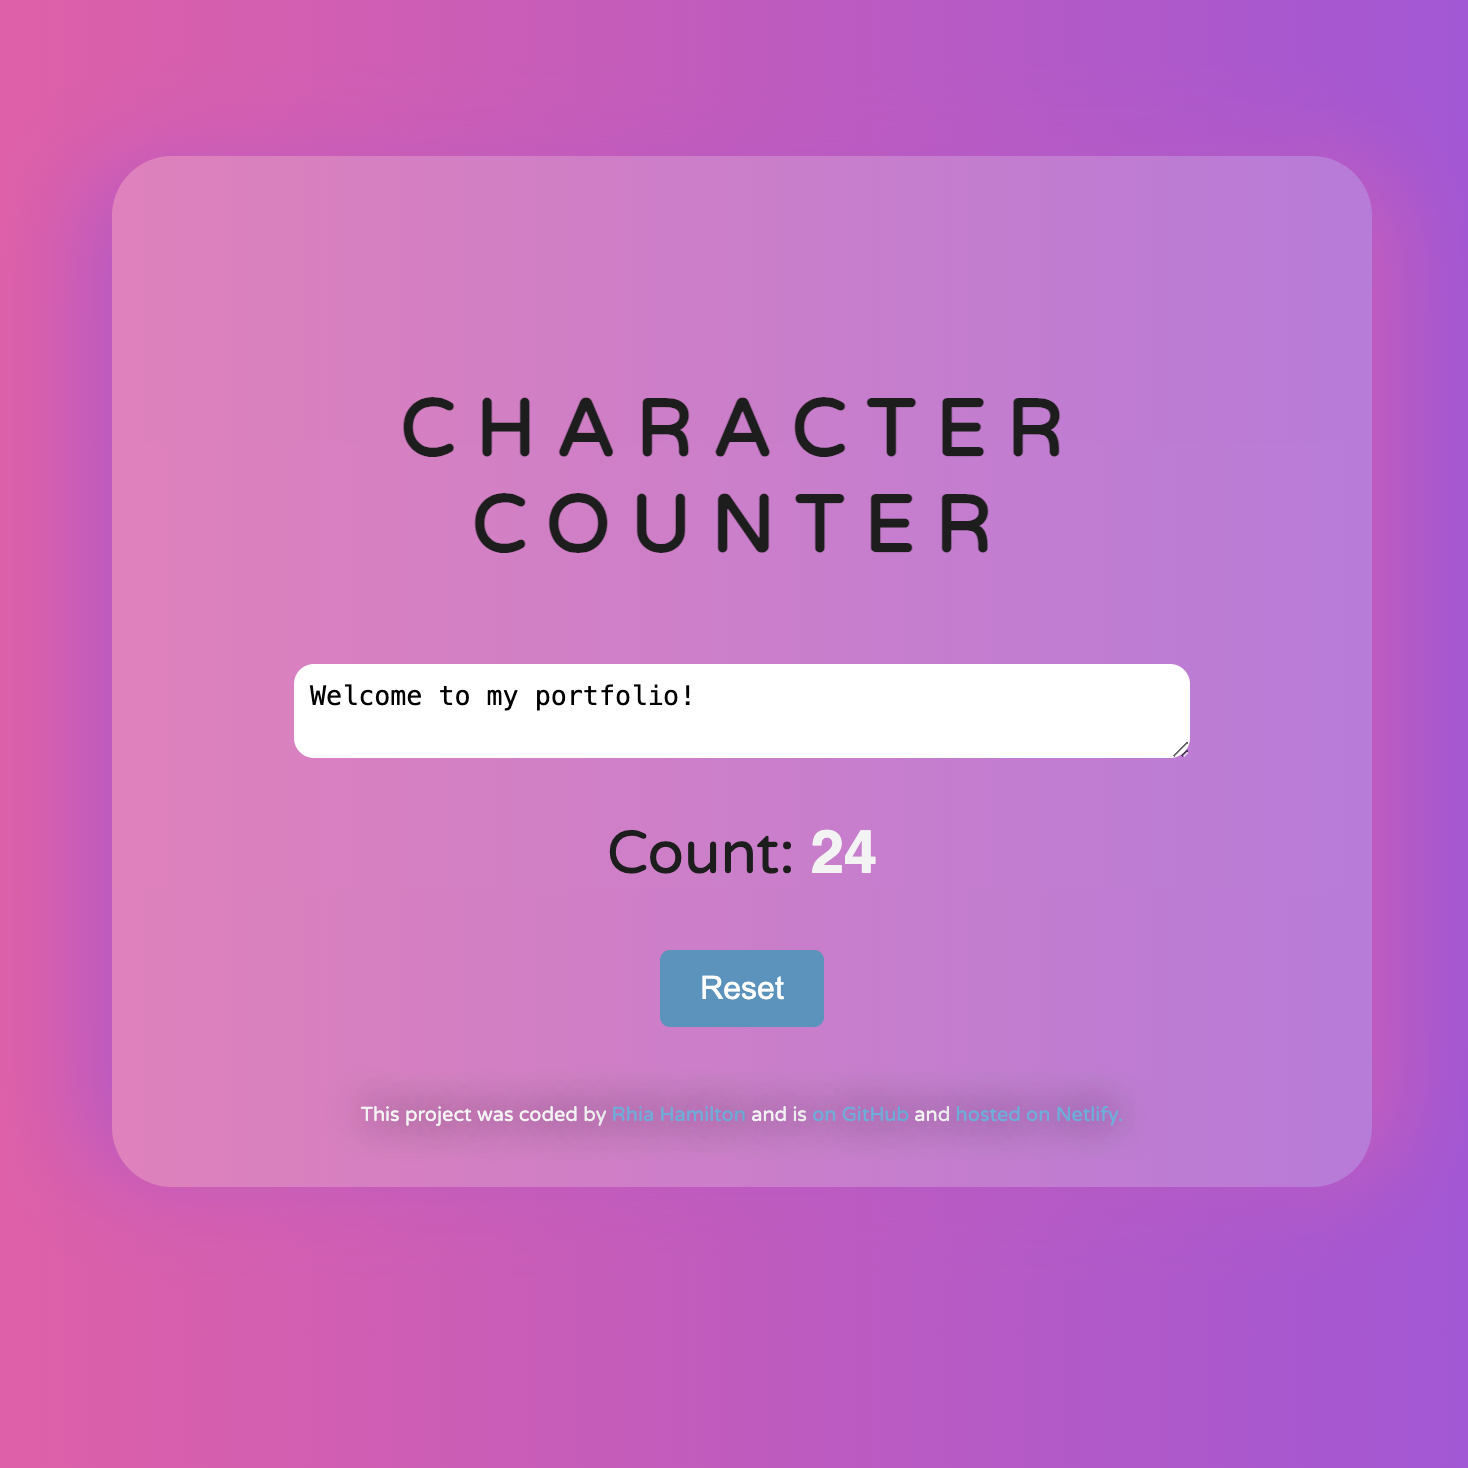 CHARACTER
COUNTER
Welcome to my portfolio!
Count: 24
Reset
This project was coded by Rhia Hamilton and is on GitHub and hosted on Netlify.